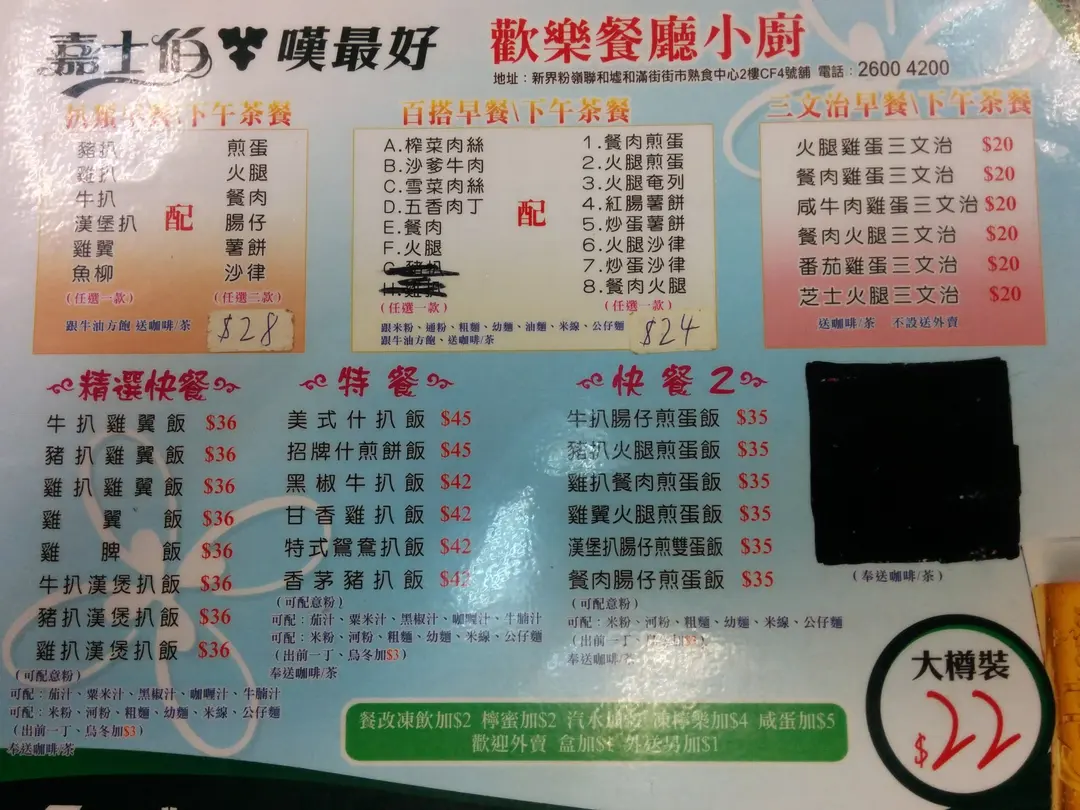 嘉士伯 嘆最好
歡樂餐廳小廚
地址：新界粉嶺聯和墟和滿街街市熟食中心2樓CF4號舖 電話：2600 4200
下午茶餐
豬扒
雞扒
牛扒
漢堡扒
雞翼
魚柳
(任選一款)
配
煎蛋
火腿
餐肉
腸仔
薯餅
沙律
(任選二款)
跟牛油方飽 送咖啡/茶
$28
百搭早餐\下午茶餐
A.榨菜肉絲
B.沙爹牛肉
C.雪菜肉絲
D.五香肉丁
E.餐肉
F.火腿
(任選一款)
配
1.餐肉煎蛋
2.火腿煎蛋
3.火腿奄列
4.紅腸薯餅
5.炒蛋薯餅
6.火腿沙律
7.炒蛋沙律
8.餐肉火腿
(任選一款)
跟米粉、通粉、粗麵、幼麵、油麵、米線、公仔麵
跟牛油方飽、送咖啡/茶
$24
三文治早餐\下午茶餐
火腿雞蛋三文治 $20
餐肉雞蛋三文治 $20
咸牛肉雞蛋三文治 $20
餐肉火腿三文治 $20
番茄雞蛋三文治 $20
芝士火腿三文治 $20
送咖啡/茶 不設送外賣
精選快餐
牛扒雞翼飯 $36
豬扒雞翼飯 $36
雞扒雞翼飯 $36
雞翼飯 $36
雞脾飯 $36
牛扒漢煲扒飯 $36
豬扒漢煲扒飯 $36
雞扒漢煲扒飯 $36
(可配意粉)
可配：茄汁、粟米汁、黑椒汁、咖喱汁、牛腩汁
可配：米粉、河粉、粗麵、幼麵、米線、公仔麵
(出前一丁、烏冬加$3)
奉送咖啡/茶
特餐
美式什扒飯 $45
招牌什煎餅飯 $45
黑椒牛扒飯 $42
甘香雞扒飯 $42
特式鴛鴦扒飯 $42
香茅豬扒飯 $42
(可配意粉)
可配：茄汁、粟米汁、黑椒汁、咖喱汁、牛腩汁
可配：米粉、河粉、粗麵、幼麵、米線、公仔麵
(出前一丁、烏冬加$3)
奉送咖啡/茶
快餐2
牛扒腸仔煎蛋飯 $35
豬扒火腿煎蛋飯 $35
雞扒餐肉煎蛋飯 $35
雞翼火腿煎蛋飯 $35
漢堡扒腸仔煎雙蛋飯 $35
餐肉腸仔煎蛋飯 $35
(可配意粉)
可配：米粉、河粉、粗麵、幼麵、米線、公仔麵
(出前一丁、
奉送咖啡/茶
(奉送咖啡/茶)
餐改凍飲加$2 檸蜜加$2 汽水加 凍檸樂加$4 咸蛋加$5
歡迎外賣 盒加$1 外送另加$1
大樽裝
$22